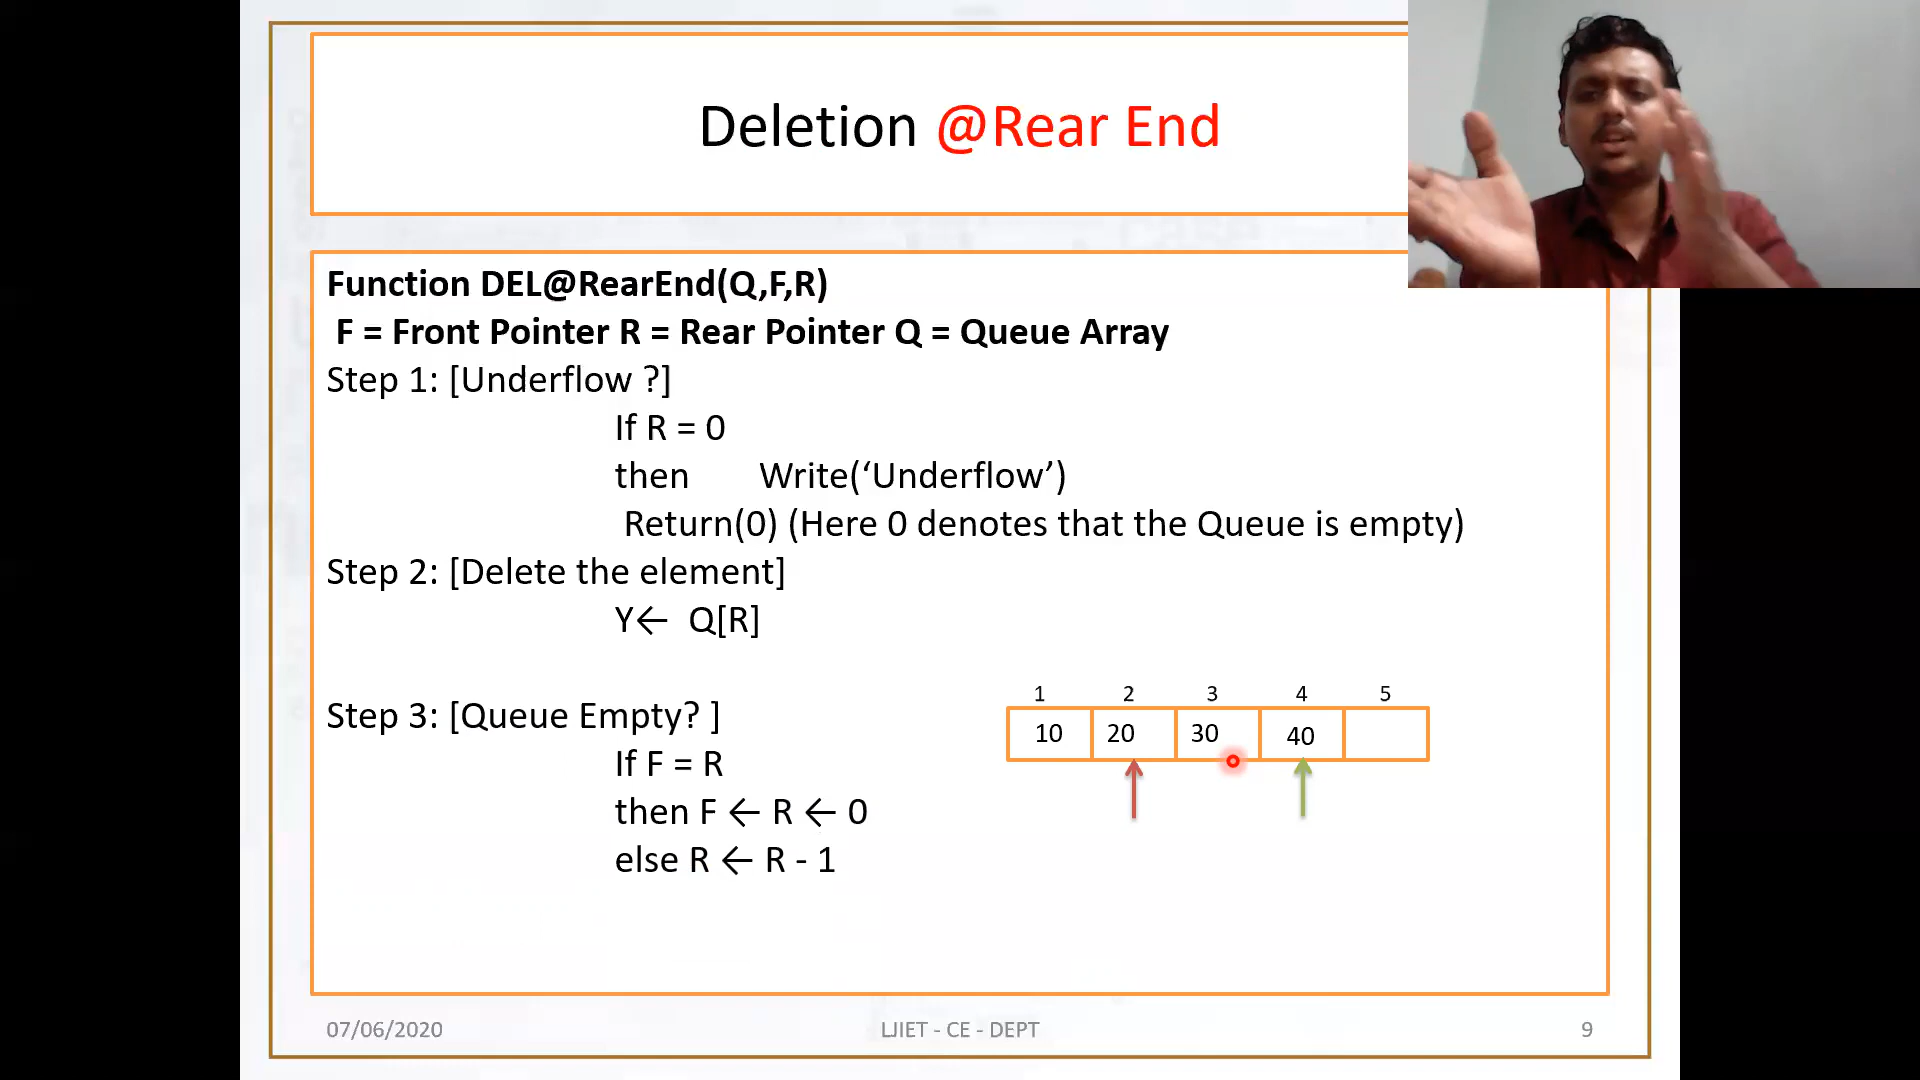 Deletion @Rear End
Function DEL@RearEnd(Q,F,R)
F = Front Pointer R = Rear Pointer Q = Queue Array
Step 1: [Underflow ?]
If R = 0
then Write(‘Underflow’)
Return(0) (Here 0 denotes that the Queue is empty)
Step 2: [Delete the element]
Y← Q[R]
Step 3: [Queue Empty? ]
If F = R
then F ← R ← 0
else R ← R - 1
1 2 3 4 5
10 20 30 40
07/06/2020 LJIET - CE - DEPT 9